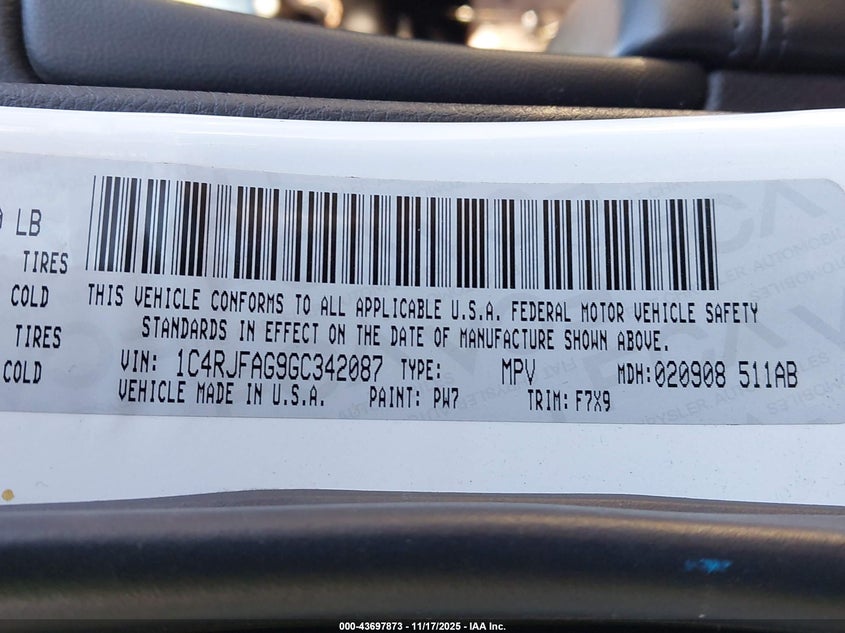 LB
TIRES
COLD
THIS VEHICLE CONFORMS TO ALL APPLICABLE U.S.A. FEDERAL MOTOR VEHICLE SAFETY
TIRES
STANDARDS IN EFFECT ON THE DATE OF MANUFACTURE SHOWN ABOVE.
COLD
VIN: 1C4RJFAG9GC342087 TYPE: MPV MDH:020908 511AB
VEHICLE MADE IN U.S.A. PAINT: PW7 TRIM: F7X9
000-43697873 - 11/17/2025 - IAA Inc.